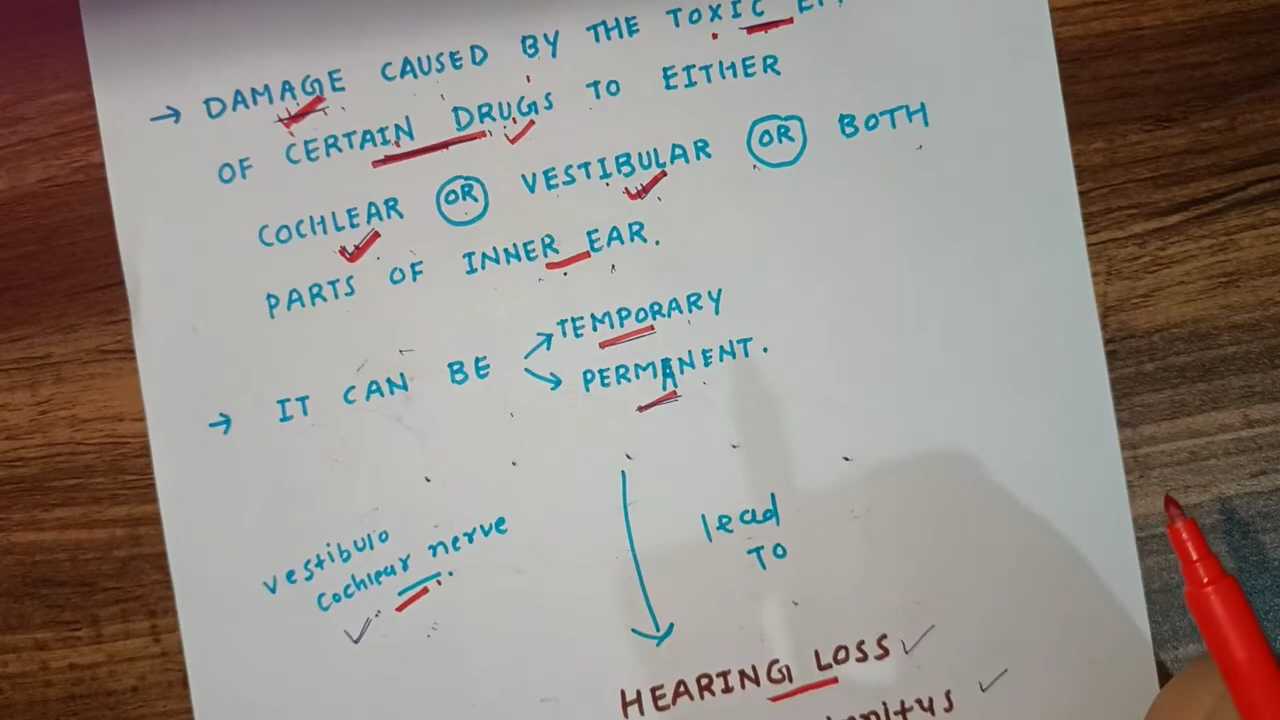 → DAMAGE CAUSED BY THE TOXIC
OF CERTAIN DRUGS TO EITHER
COCHLEAR OR VESTIBULAR OR BOTH
PARTS OF INNER EAR.
→ IT CAN BE → TEMPORARY
→ PERMANENT.
vestibulo
cochlear nerve
lead
TO
HEARING LOSS